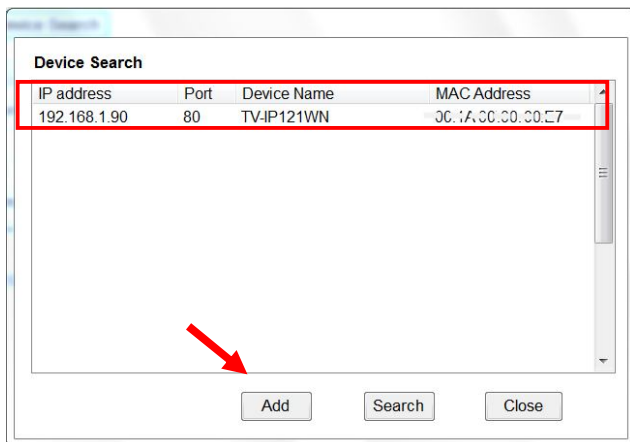 Device Search
IP address Port Device Name MAC Address
192.168.1.90 80 TV-IP121WN
Add Search Close